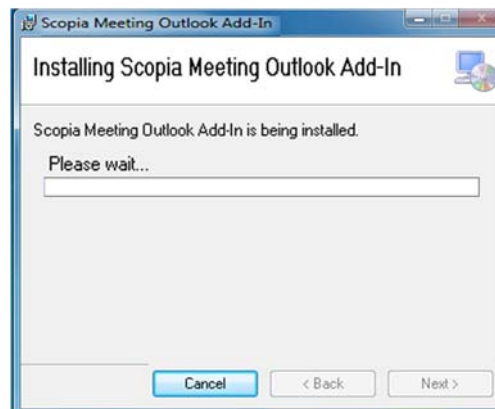 Scopia Meeting Outlook Add-In
Installing Scopia Meeting Outlook Add-In
Scopia Meeting Outlook Add-In is being installed.
Please wait...
Cancel < Back Next >